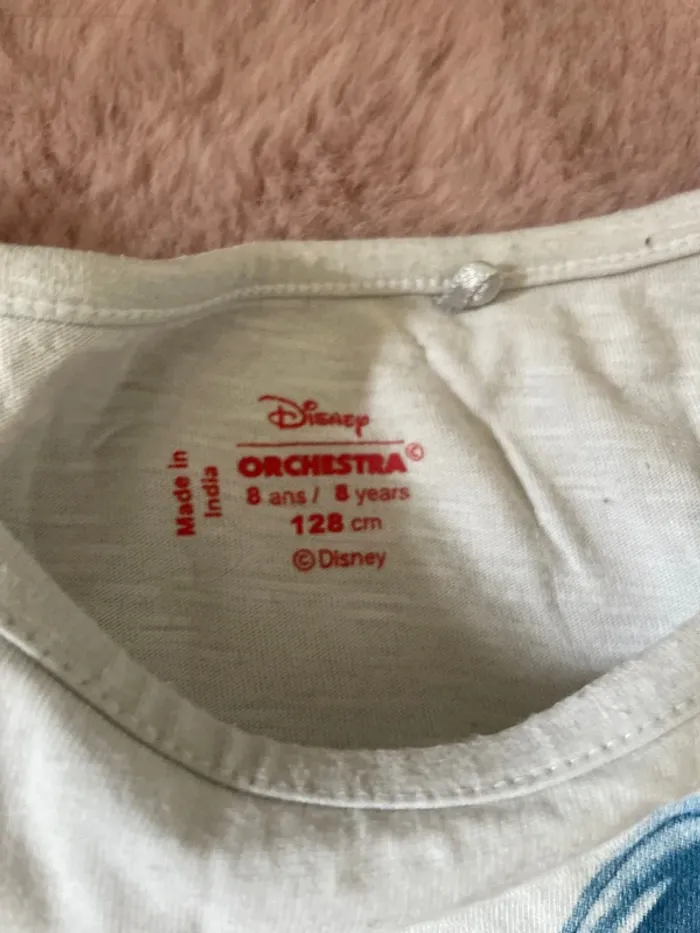 Disney
ORCHESTRA©
8 ans / 8 years
128 cm
© Disney
Made in
India